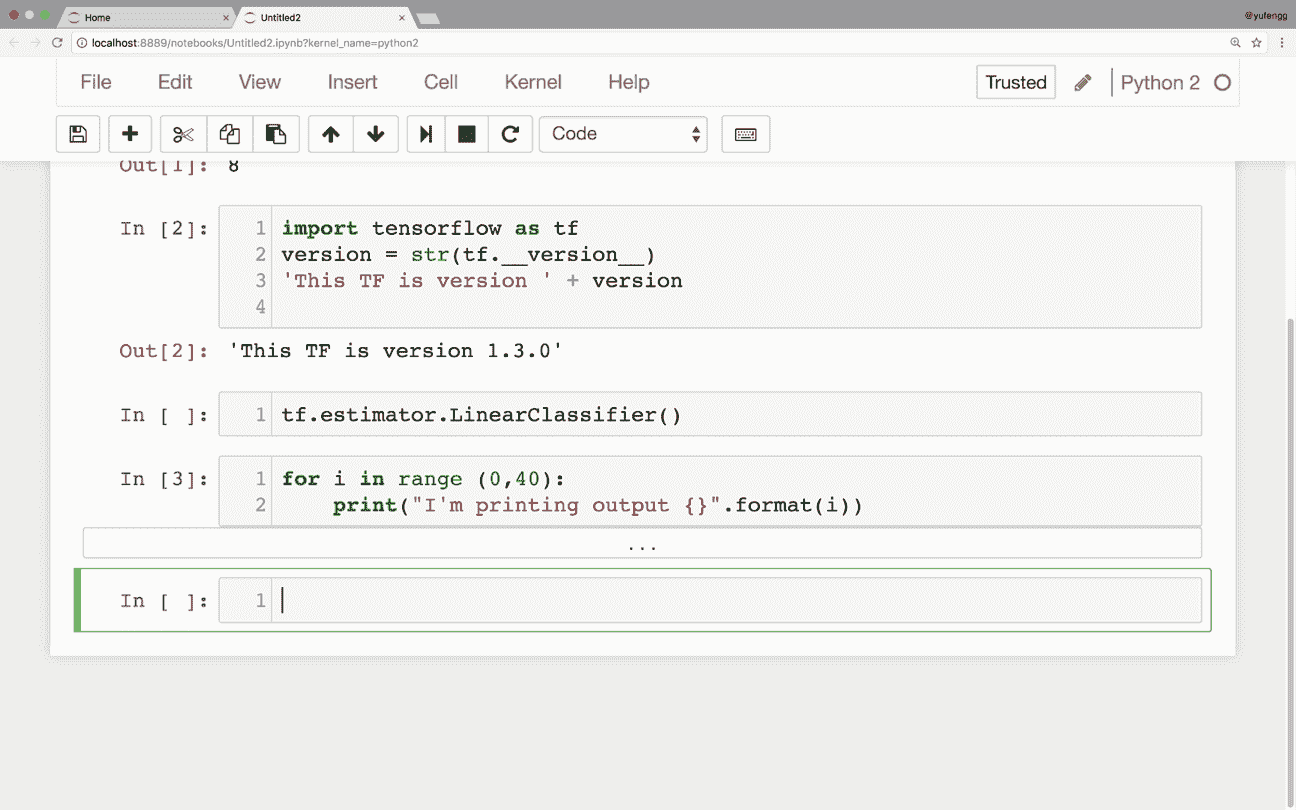 Home
Untitled2
@yufengg
localhost:8889/notebooks/Untitled2.ipynb?kernel_name=python2
File Edit View Insert Cell Kernel Help Trusted Python 2
Code
Out[1]: 8
In [2]:
1 import tensorflow as tf
2 version = str(tf.__version__)
3 'This TF is version ' + version
4
Out[2]: 'This TF is version 1.3.0'
In [ ]: 1 tf.estimator.LinearClassifier()
In [3]: 1 for i in range (0,40):
2     print("I'm printing output {}".format(i))
...
In [ ]: 1